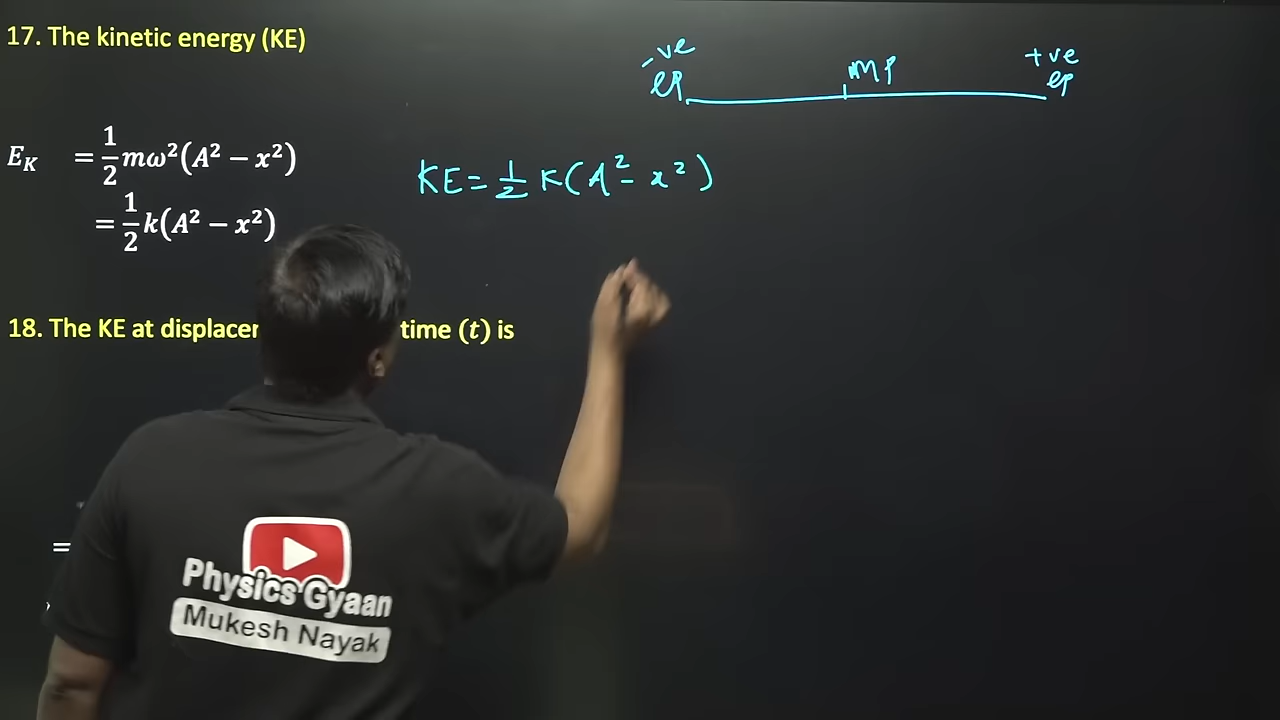 17. The kinetic energy (KE)
-ve
eP
MP
+ve
eP
E_K = 1/2 mω²(A² − x²)
= 1/2 k(A² − x²)
KE = 1/2 K(A² - x²)
18. The KE at
time (t) is
=
Physics Gyaan
Mukesh Nayak